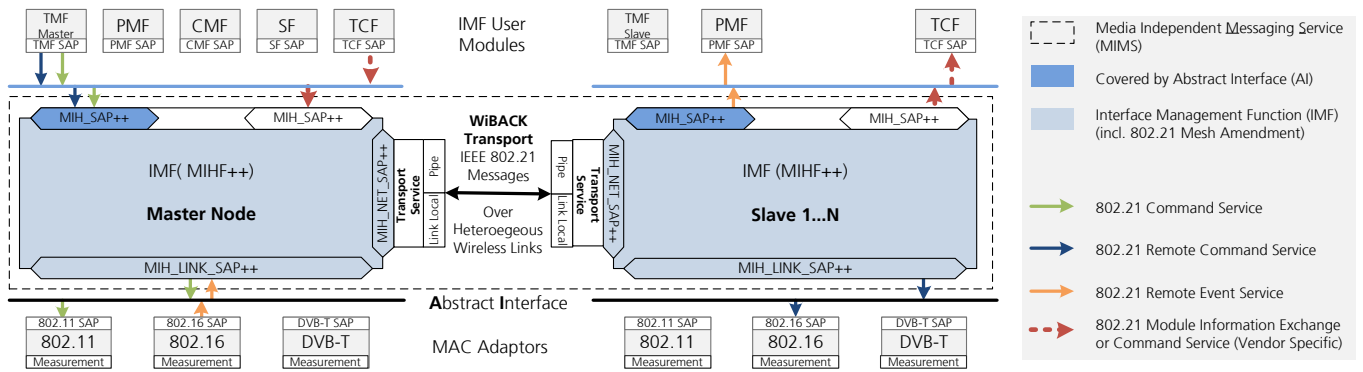 TMF
Master
TMF SAP
PMF
PMF SAP
CMF
CMF SAP
SF
SF SAP
TCF
TCF SAP
IMF User
Modules
TMF
Slave
TMF SAP
PMF
PMF SAP
TCF
TCF SAP
MIH_SAP++
MIH_SAP++
IMF( MIHF++)
Master Node
MIH_LINK_SAP++
MIH_NET_SAP++
Transport
Service
Pipe
Link Local
WiBACK
Transport
IEEE 802.21
Messages
Over
Heteroegeous
Wireless Links
Pipe
Link Local
Transport
Service
MIH_NET_SAP++
MIH_SAP++
MIH_SAP++
IMF (MIHF++)
Slave 1...N
MIH_LINK_SAP++
Abstract Interface
802.11 SAP
802.11
Measurement
802.16 SAP
802.16
Measurement
DVB-T SAP
DVB-T
Measurement
MAC Adaptors
802.11 SAP
802.11
Measurement
802.16 SAP
802.16
Measurement
DVB-T SAP
DVB-T
Measurement
Media Independent Messaging Service
(MIMS)
Covered by Abstract Interface (AI)
Interface Management Function (IMF)
(incl. 802.21 Mesh Amendment)
802.21 Command Service
802.21 Remote Command Service
802.21 Remote Event Service
802.21 Module Information Exchange
or Command Service (Vendor Specific)